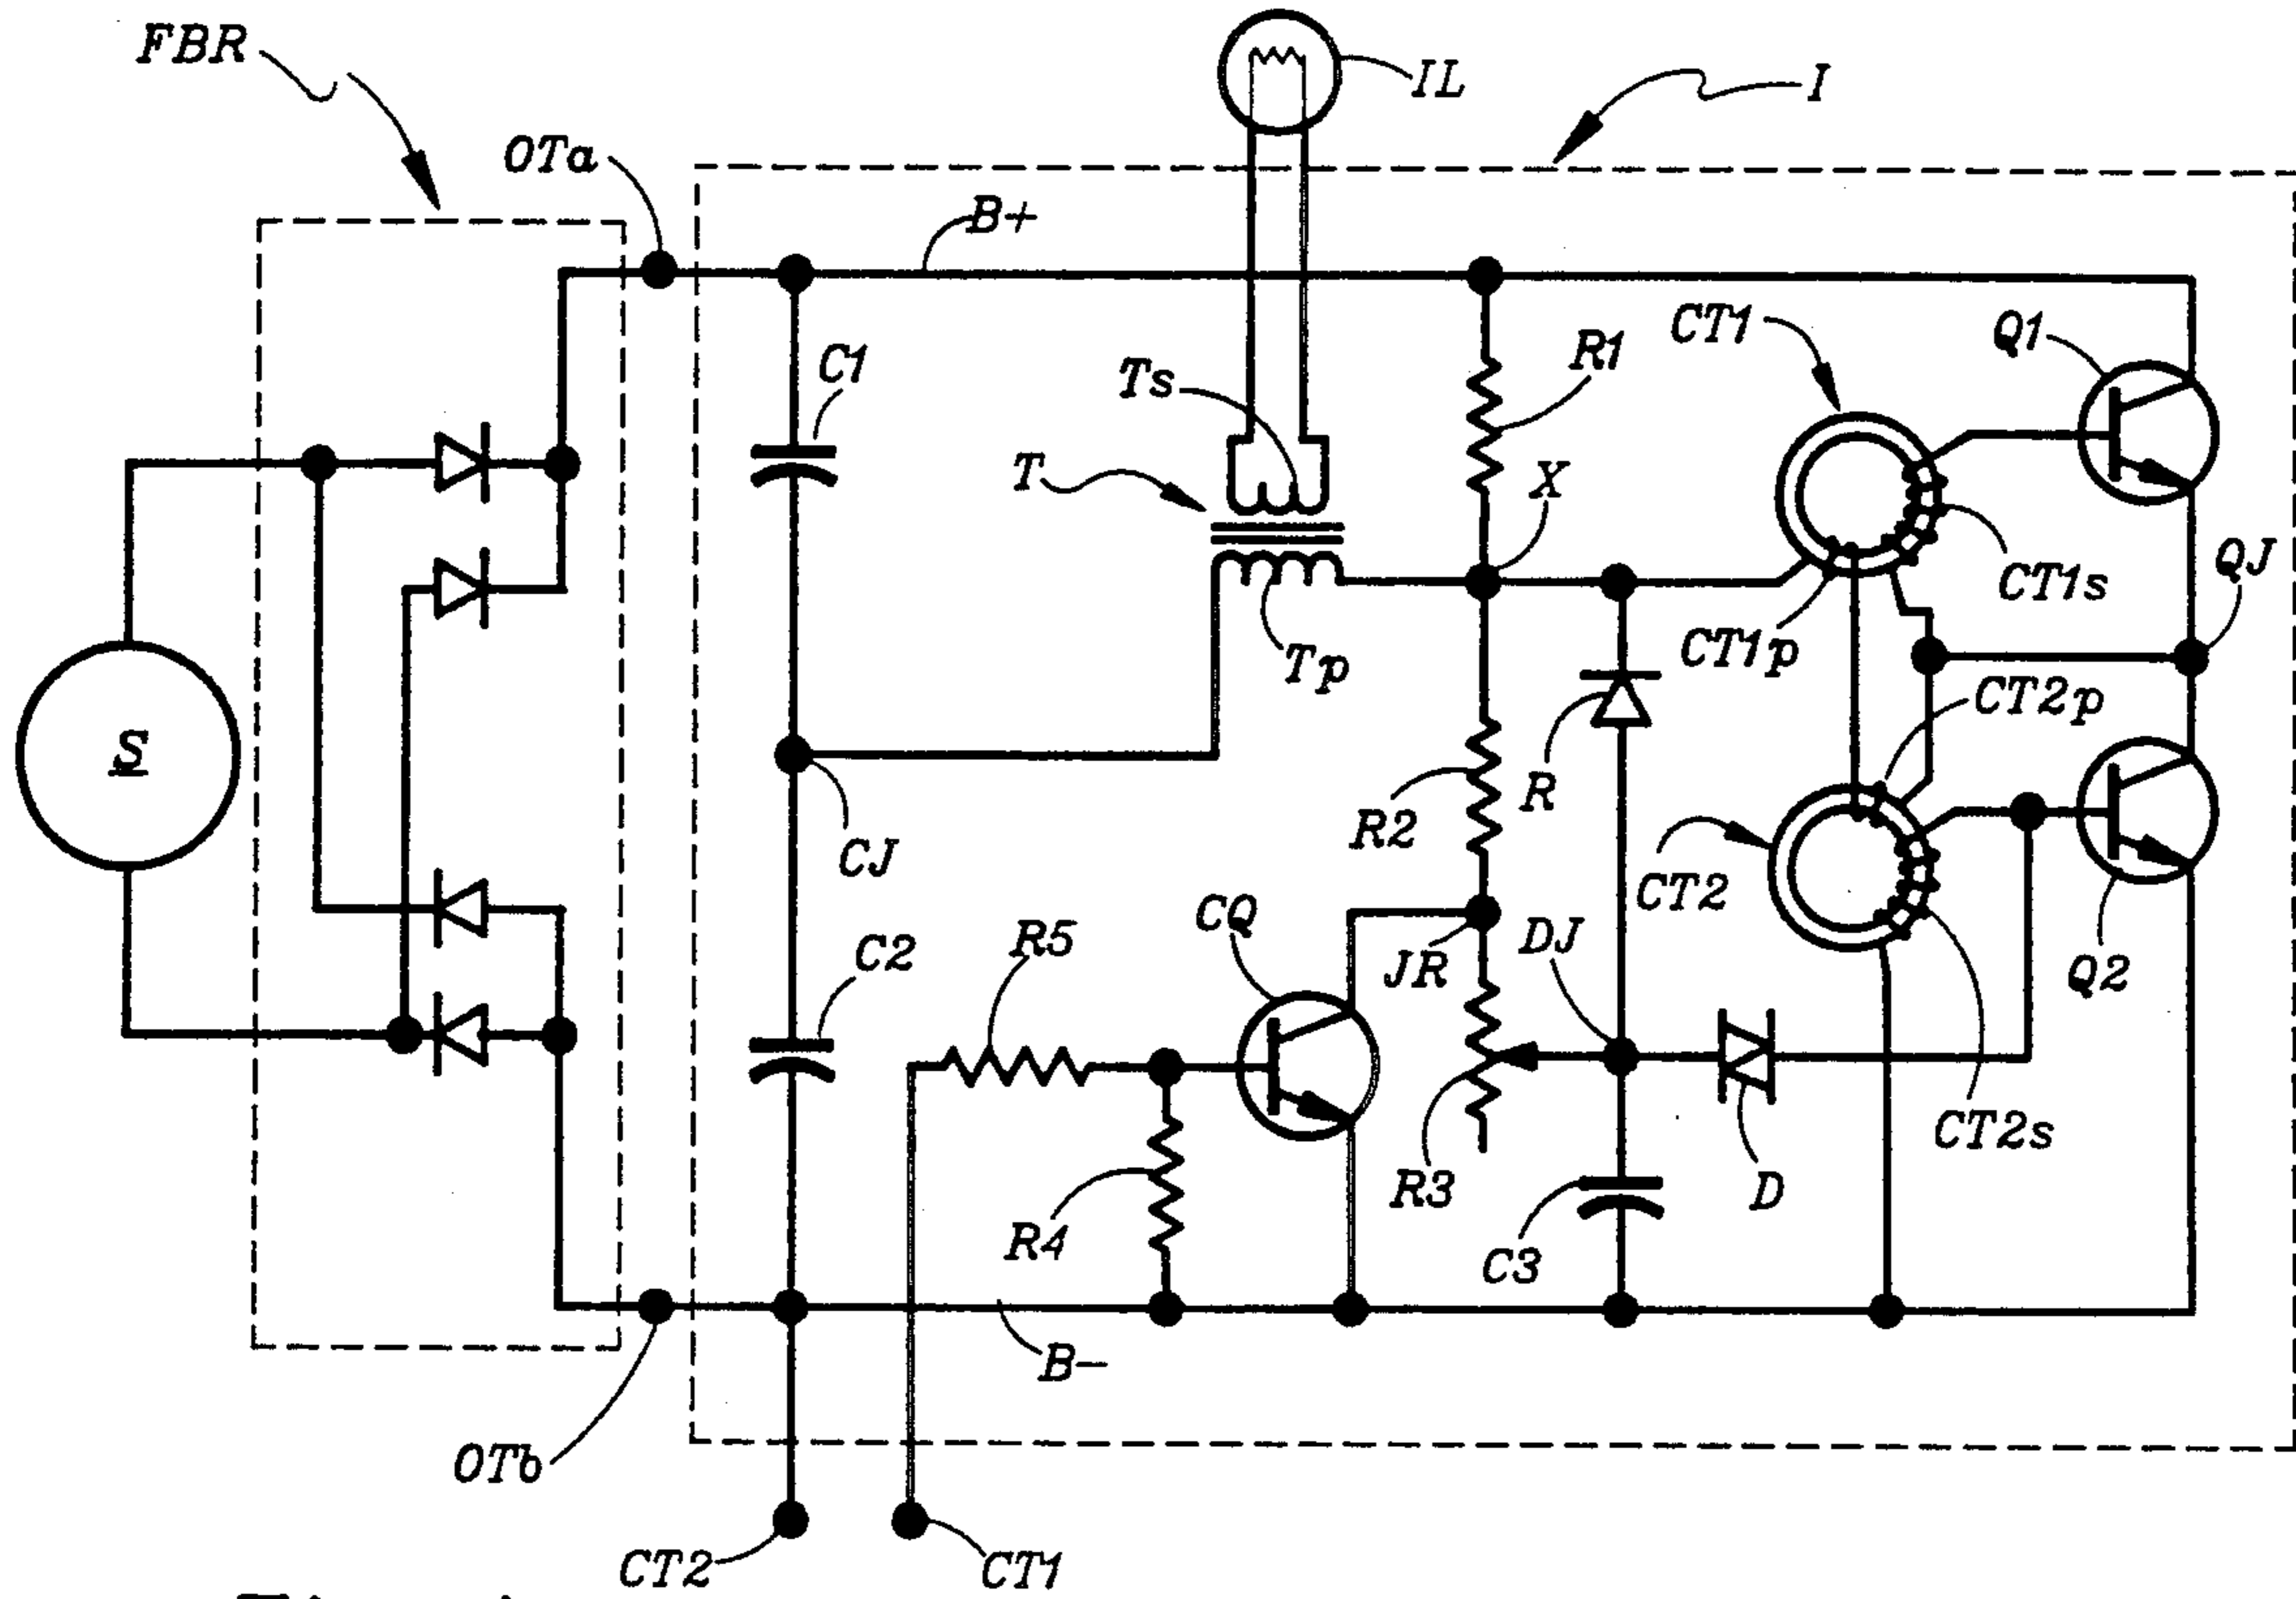 FBR
IL
I
OTa
B+
CT1
Q1
C1
Ts
R1
T
X
CT1s
QJ
CT1p
Tp
CT2p
S
R
R2
CJ
CT2
CQ
DJ
R5
C2
JR
Q2
CT2s
R3
D
R4
C3
B-
OTb
CT2
CT1